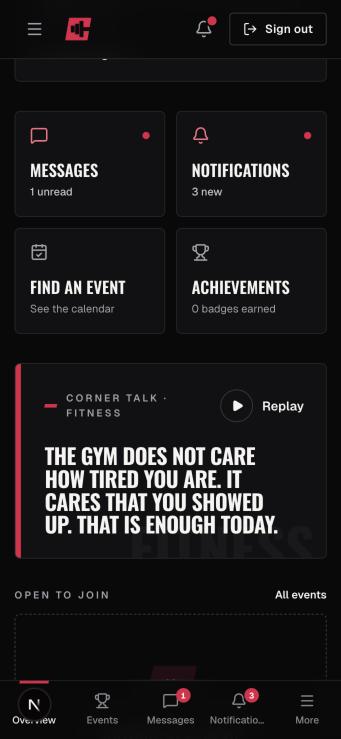 Sign out
MESSAGES
1 unread
NOTIFICATIONS
3 new
FIND AN EVENT
See the calendar
ACHIEVEMENTS
0 badges earned
CORNER TALK ·
FITNESS
Replay
THE GYM DOES NOT CARE
HOW TIRED YOU ARE. IT
CARES THAT YOU SHOWED
UP. THAT IS ENOUGH TODAY.
FITNESS
OPEN TO JOIN
All events
1
3
N
Overview
Events
Messages
Notificatio...
More